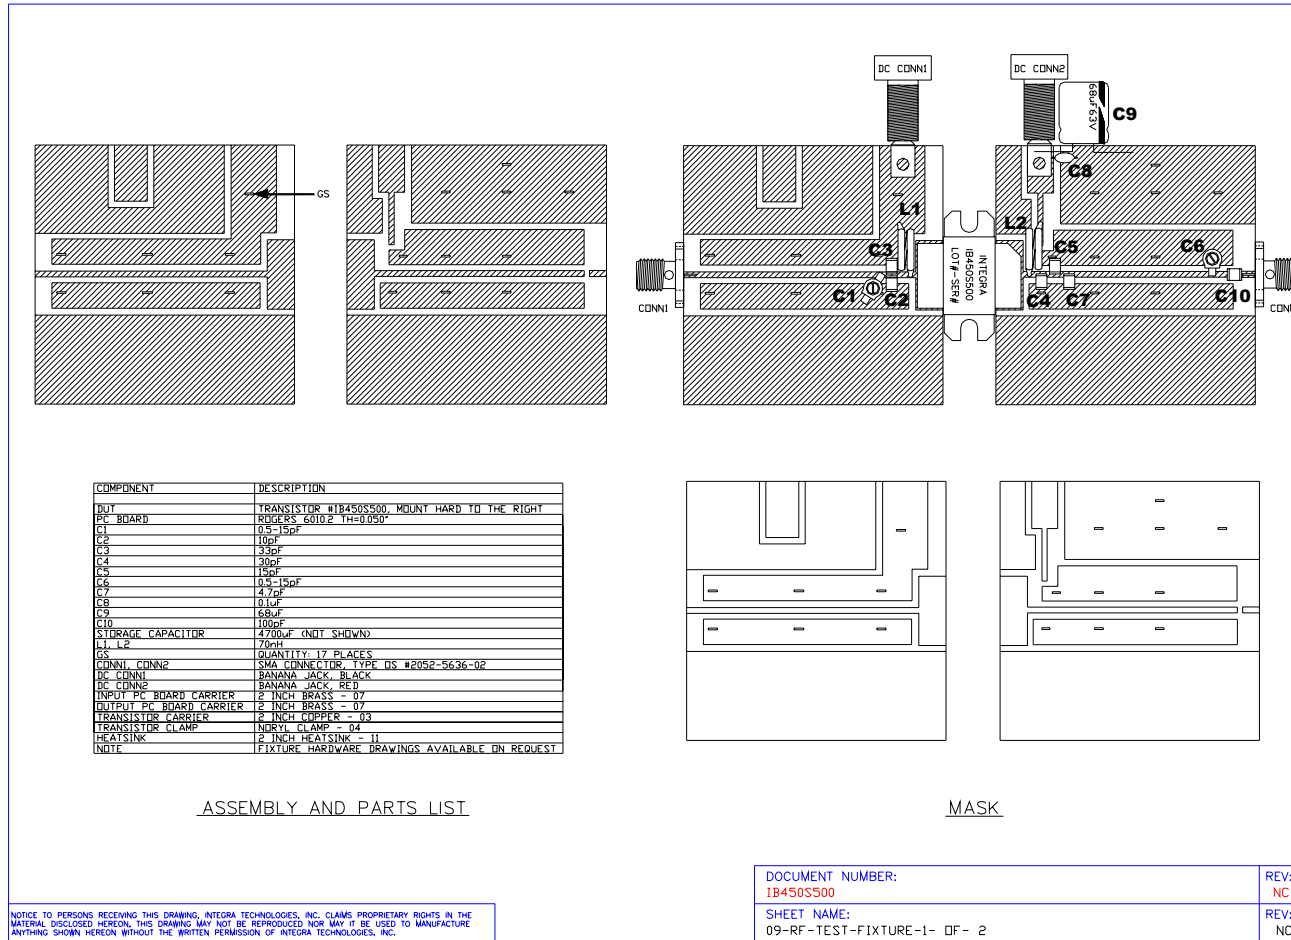 DC CONN1
DC CONN2
68uF63V
C9
C8
GS
L1
L2
C3
C5
C6
INTEGRA
IB450S500
LOT#-SER#
C1
C2
C4
C7
C10
CONN1
CONN
COMPONENT DESCRIPTION
DUT TRANSISTOR #IB450S500, MOUNT HARD TO THE RIGHT
PC BOARD ROGERS 6010.2 TH=0.050"
C1 0.5-15pF
C2 10pF
C3 33pF
C4 30pF
C5 15pF
C6 0.5-15pF
C7 4.7pF
C8 0.1uF
C9 68uF
C10 100pF
STORAGE CAPACITOR 4700uF (NOT SHOWN)
L1, L2 70nH
GS QUANTITY: 17 PLACES
CONN1, CONN2 SMA CONNECTOR, TYPE OS #2052-5636-02
DC CONN1 BANANA JACK, BLACK
DC CONN2 BANANA JACK, RED
INPUT PC BOARD CARRIER 2 INCH BRASS - 07
OUTPUT PC BOARD CARRIER 2 INCH BRASS - 07
TRANSISTOR CARRIER 2 INCH COPPER - 03
TRANSISTOR CLAMP NORYL CLAMP - 04
HEATSINK 2 INCH HEATSINK - 11
NOTE FIXTURE HARDWARE DRAWINGS AVAILABLE ON REQUEST
ASSEMBLY AND PARTS LIST
MASK
DOCUMENT NUMBER: REV:
IB450S500 NC
SHEET NAME: REV:
09-RF-TEST-FIXTURE-1- OF- 2 NC
NOTICE TO PERSONS RECEIVING THIS DRAWING, INTEGRA TECHNOLOGIES, INC. CLAIMS PROPRIETARY RIGHTS IN THE
MATERIAL DISCLOSED HEREON, THIS DRAWING MAY NOT BE REPRODUCED NOR MAY IT BE USED TO MANUFACTURE
ANYTHING SHOWN HEREON WITHOUT THE WRITTEN PERMISSION OF INTEGRA TECHNOLOGIES, INC.